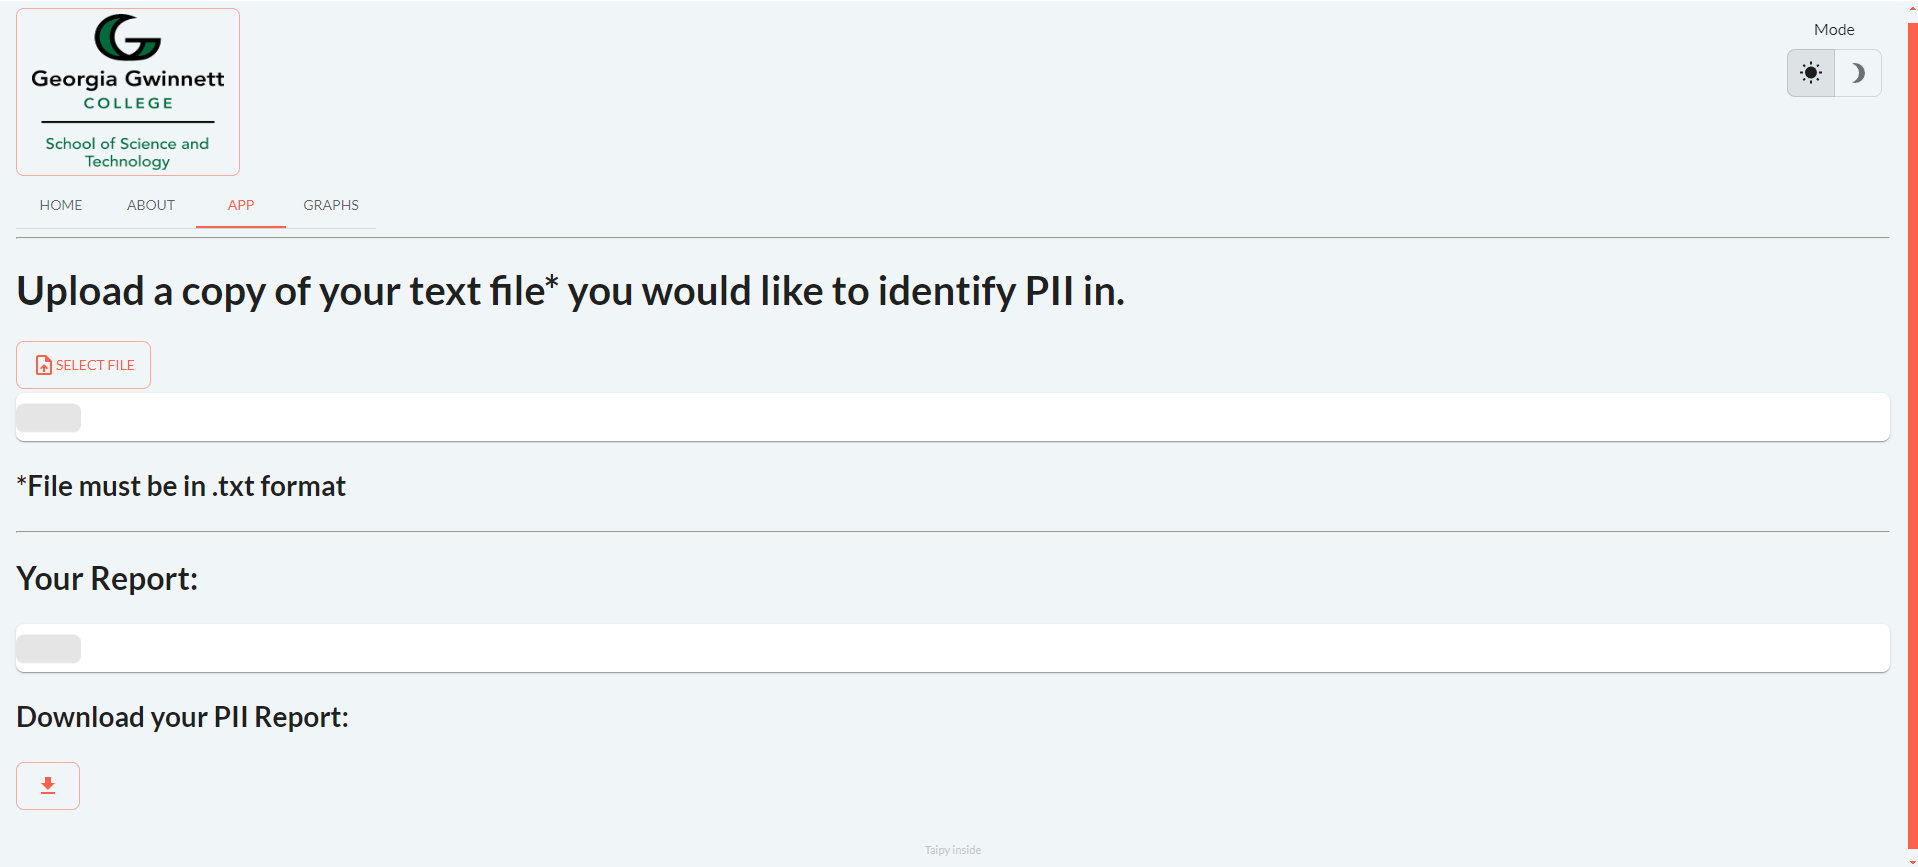 Georgia Gwinnett
COLLEGE
School of Science and
Technology
Mode
HOME ABOUT APP GRAPHS
Upload a copy of your text file* you would like to identify PII in.
SELECT FILE
*File must be in .txt format
Your Report:
Download your PII Report:
Taipy inside